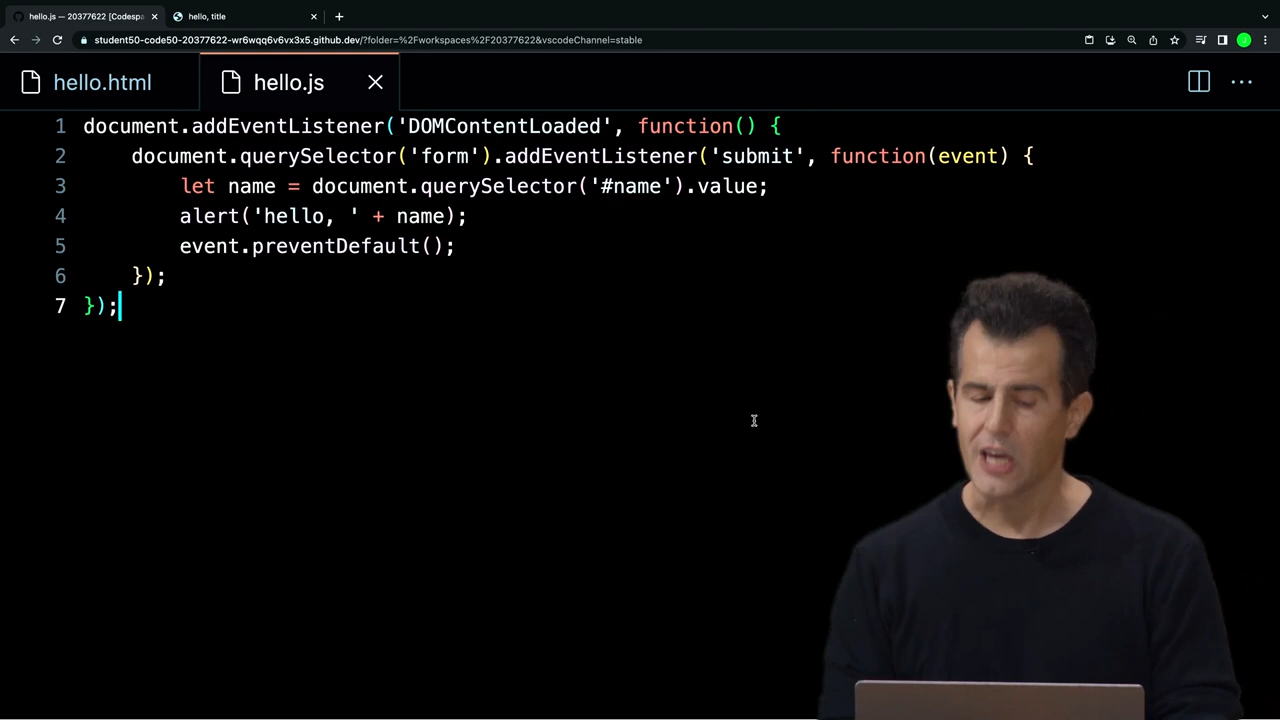 hello.js — 20377622 [Codespa
hello, title
student50-code50-20377622-wr6wqq6v6vx3x5.github.dev/?folder=%2Fworkspaces%2F20377622&vscodeChannel=stable
J
hello.html
hello.js
1 document.addEventListener('DOMContentLoaded', function() {
2 document.querySelector('form').addEventListener('submit', function(event) {
3 let name = document.querySelector('#name').value;
4 alert('hello, ' + name);
5 event.preventDefault();
6 });
7 });